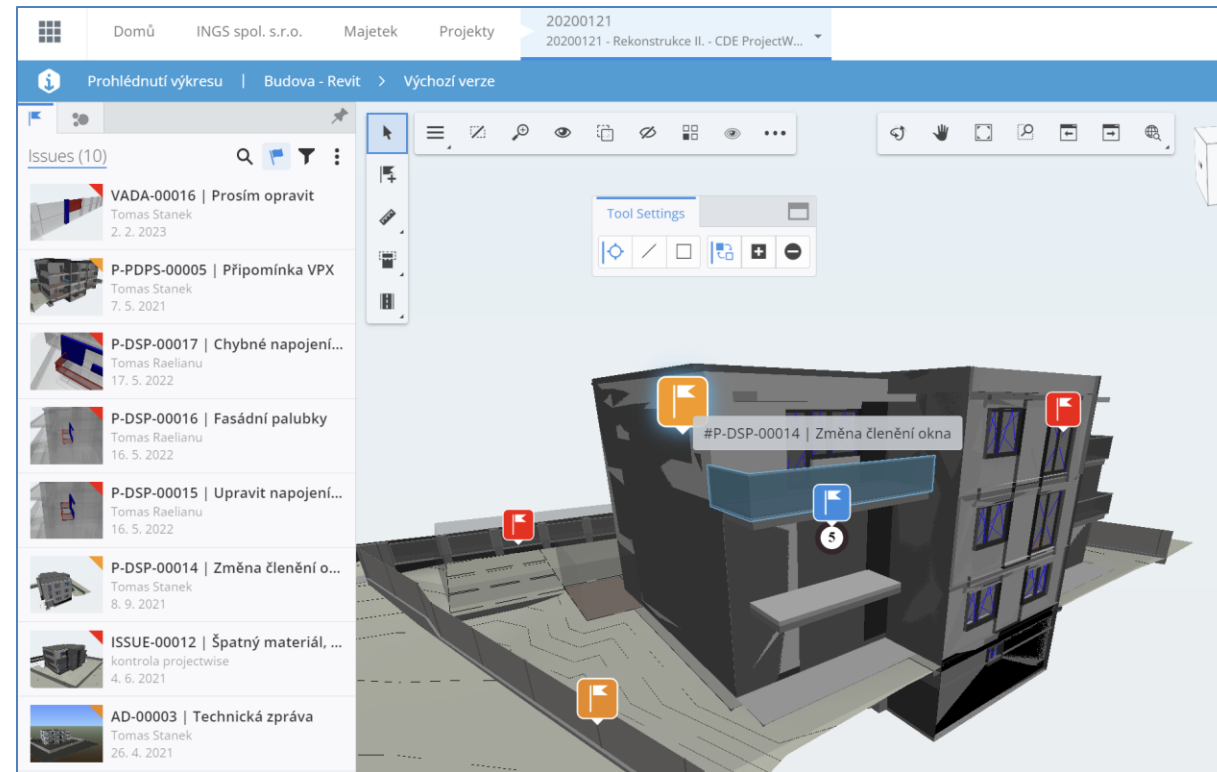 Domů
INGS spol. s.r.o.
Majetek
Projekty
20200121
20200121 - Rekonstrukce II. - CDE ProjectW...
Prohlédnutí výkresu | Budova - Revit > Výchozí verze
Issues (10)
VADA-00016 | Prosím opravit
Tomas Stanek
2. 2. 2023
P-PDPS-00005 | Připomínka VPX
Tomas Stanek
7. 5. 2021
P-DSP-00017 | Chybné napojení...
Tomas Raelianu
17. 5. 2022
P-DSP-00016 | Fasádní palubky
Tomas Raelianu
16. 5. 2022
P-DSP-00015 | Upravit napojení...
Tomas Raelianu
16. 5. 2022
P-DSP-00014 | Změna členění o...
Tomas Stanek
8. 9. 2021
ISSUE-00012 | Špatný materiál, ...
kontrola projectwise
4. 6. 2021
AD-00003 | Technická zpráva
Tomas Stanek
26. 4. 2021
Tool Settings
#P-DSP-00014 | Změna členění okna
5